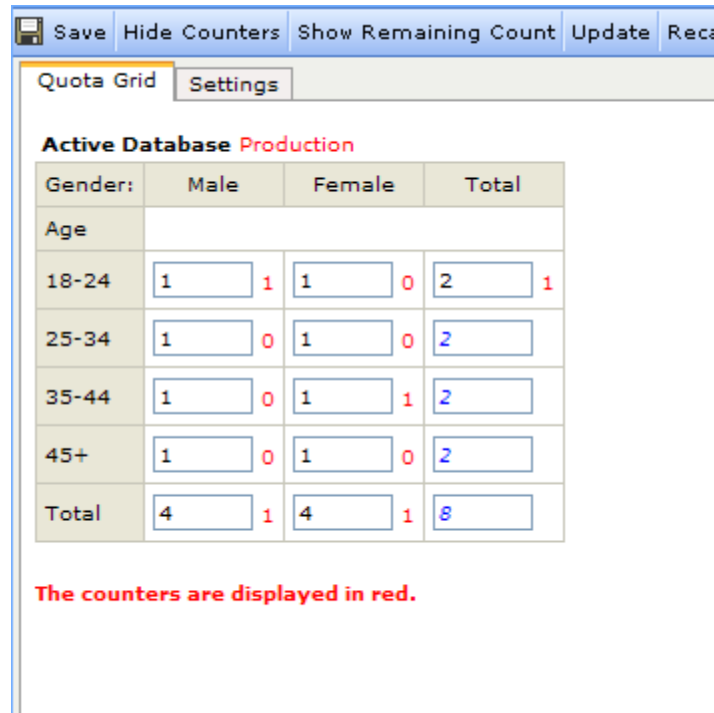 Save Hide Counters Show Remaining Count Update Reca
Quota Grid Settings
Active Database Production
Gender: Male Female Total
Age
18-24 1 1 1 0 2 1
25-34 1 0 1 0 2
35-44 1 0 1 1 2
45+ 1 0 1 0 2
Total 4 1 4 1 8
The counters are displayed in red.